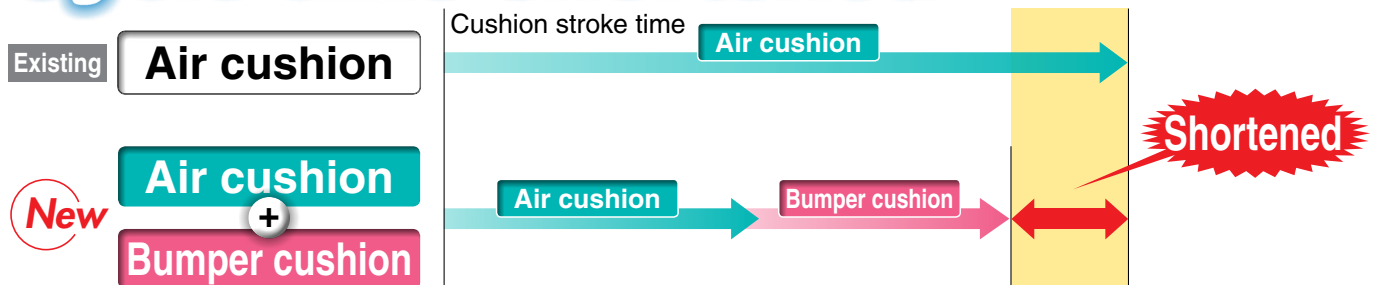 Cushion stroke time
Existing
Air cushion
Air cushion
Shortened
New
Air cushion
+
Bumper cushion
Air cushion
Bumper cushion